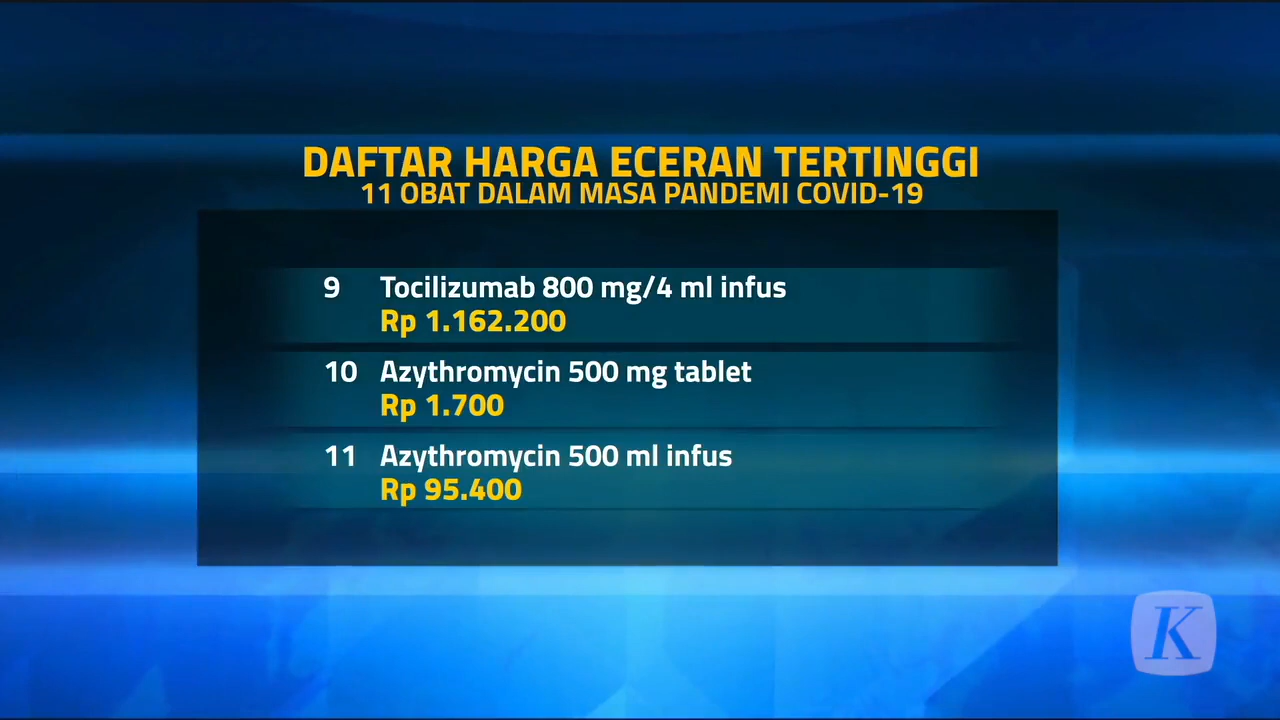 DAFTAR HARGA ECERAN TERTINGGI
11 OBAT DALAM MASA PANDEMI COVID-19
9 Tocilizumab 800 mg/4 ml infus
Rp 1.162.200
10 Azythromycin 500 mg tablet
Rp 1.700
11 Azythromycin 500 ml infus
Rp 95.400
K